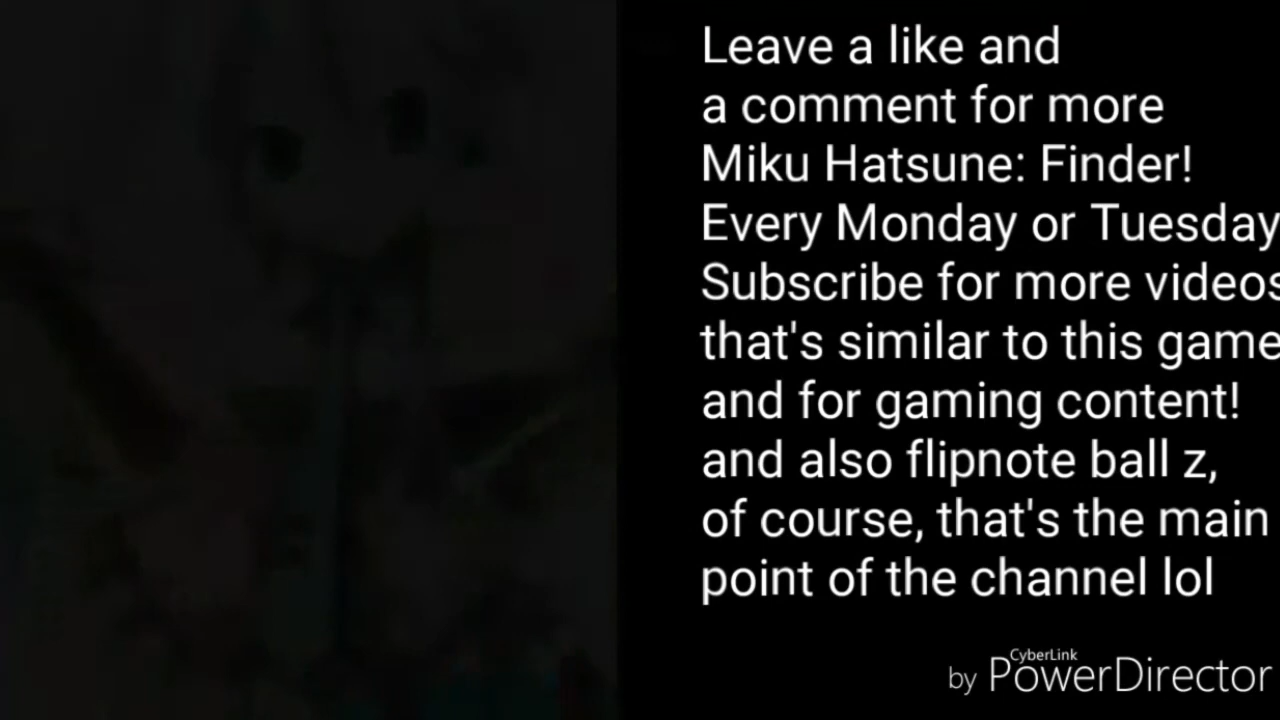 Leave a like and
a comment for more
Miku Hatsune: Finder!
Every Monday or Tuesday
Subscribe for more videos
that's similar to this game
and for gaming content!
and also flipnote ball z,
of course, that's the main
point of the channel lol
CyberLink
by PowerDirector